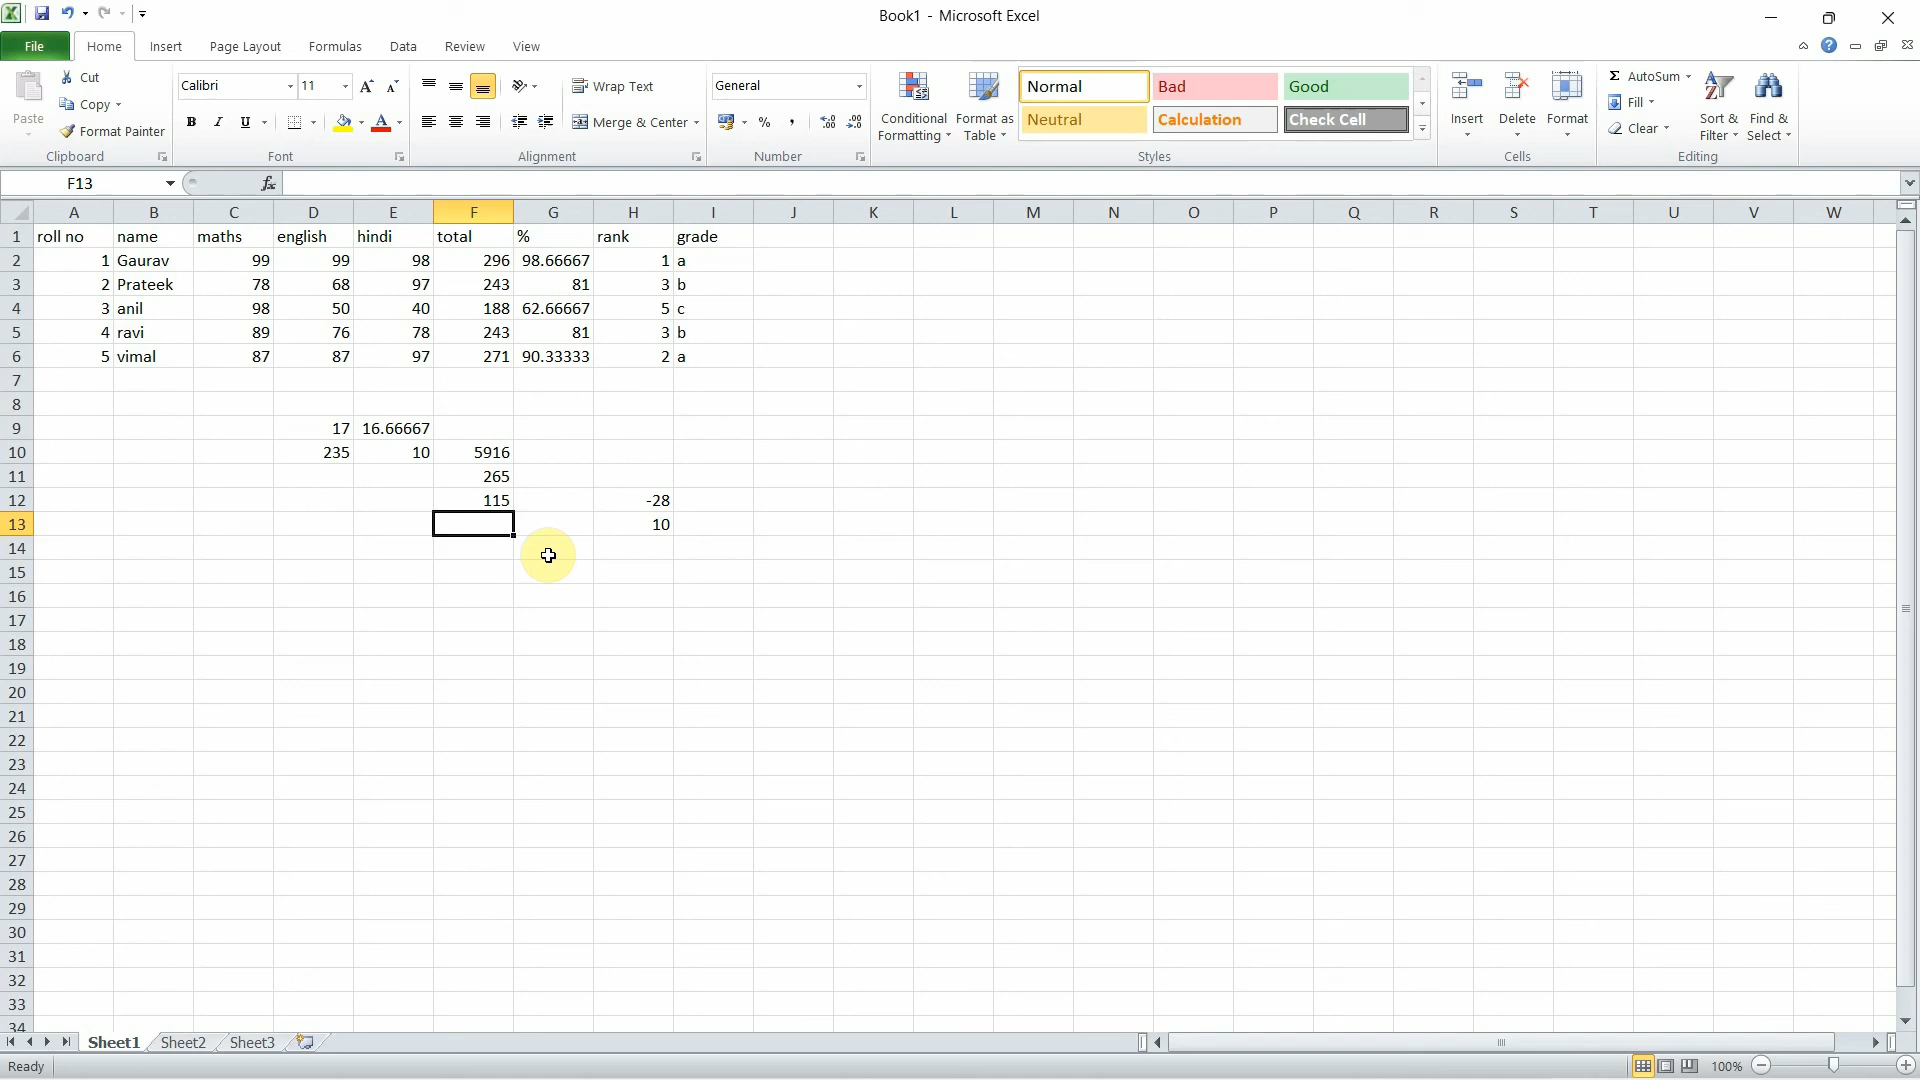 Book1 - Microsoft Excel
File Home Insert Page Layout Formulas Data Review View
Paste Cut Copy Format Painter Clipboard
Calibri 11 B I U Font
Wrap Text Merge & Center Alignment
General % , Number
Conditional Formatting Format as Table Normal Bad Good Neutral Calculation Check Cell Styles
Insert Delete Format Cells
Σ AutoSum Fill Clear Sort & Filter Find & Select Editing
F13 fx
A B C D E F G H I J K L M N O P Q R S T U V W
1 roll no name maths english hindi total % rank grade
2 1 Gaurav 99 99 98 296 98.66667 1 a
3 2 Prateek 78 68 97 243 81 3 b
4 3 anil 98 50 40 188 62.66667 5 c
5 4 ravi 89 76 78 243 81 3 b
6 5 vimal 87 87 97 271 90.33333 2 a
7
8
9 17 16.66667
10 235 10 5916
11 265
12 115 -28
13 10
14
15
16
17
18
19
20
21
22
23
24
25
26
27
28
29
30
31
32
33
34
Sheet1 Sheet2 Sheet3
Ready 100%